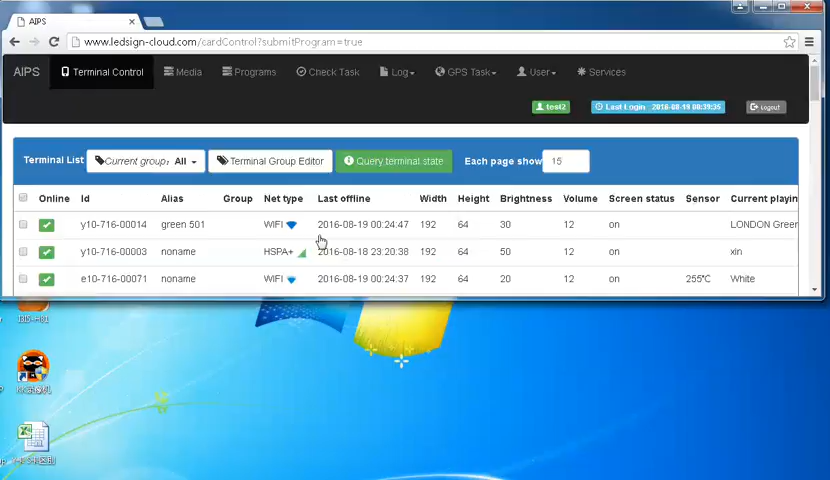 AIPS
www.ledsign-cloud.com/cardControl?submitProgram=true
AIPS Terminal Control Media Programs Check Task Log GPS Task User Services
test2 Last Login 2016-08-19 00:39:35 Logout
Terminal List Current group: All Terminal Group Editor Query terminal state Each page show 15
Online Id Alias Group Net type Last offline Width Height Brightness Volume Screen status Sensor Current playin
y10-716-00014 green 501 WIFI 2016-08-19 00:24:47 192 64 30 12 on LONDON Green
y10-716-00003 noname HSPA+ 2016-08-18 23:20:38 192 64 50 12 on xin
e10-716-00071 noname WIFI 2016-08-19 00:24:37 192 64 20 12 on 255℃ White